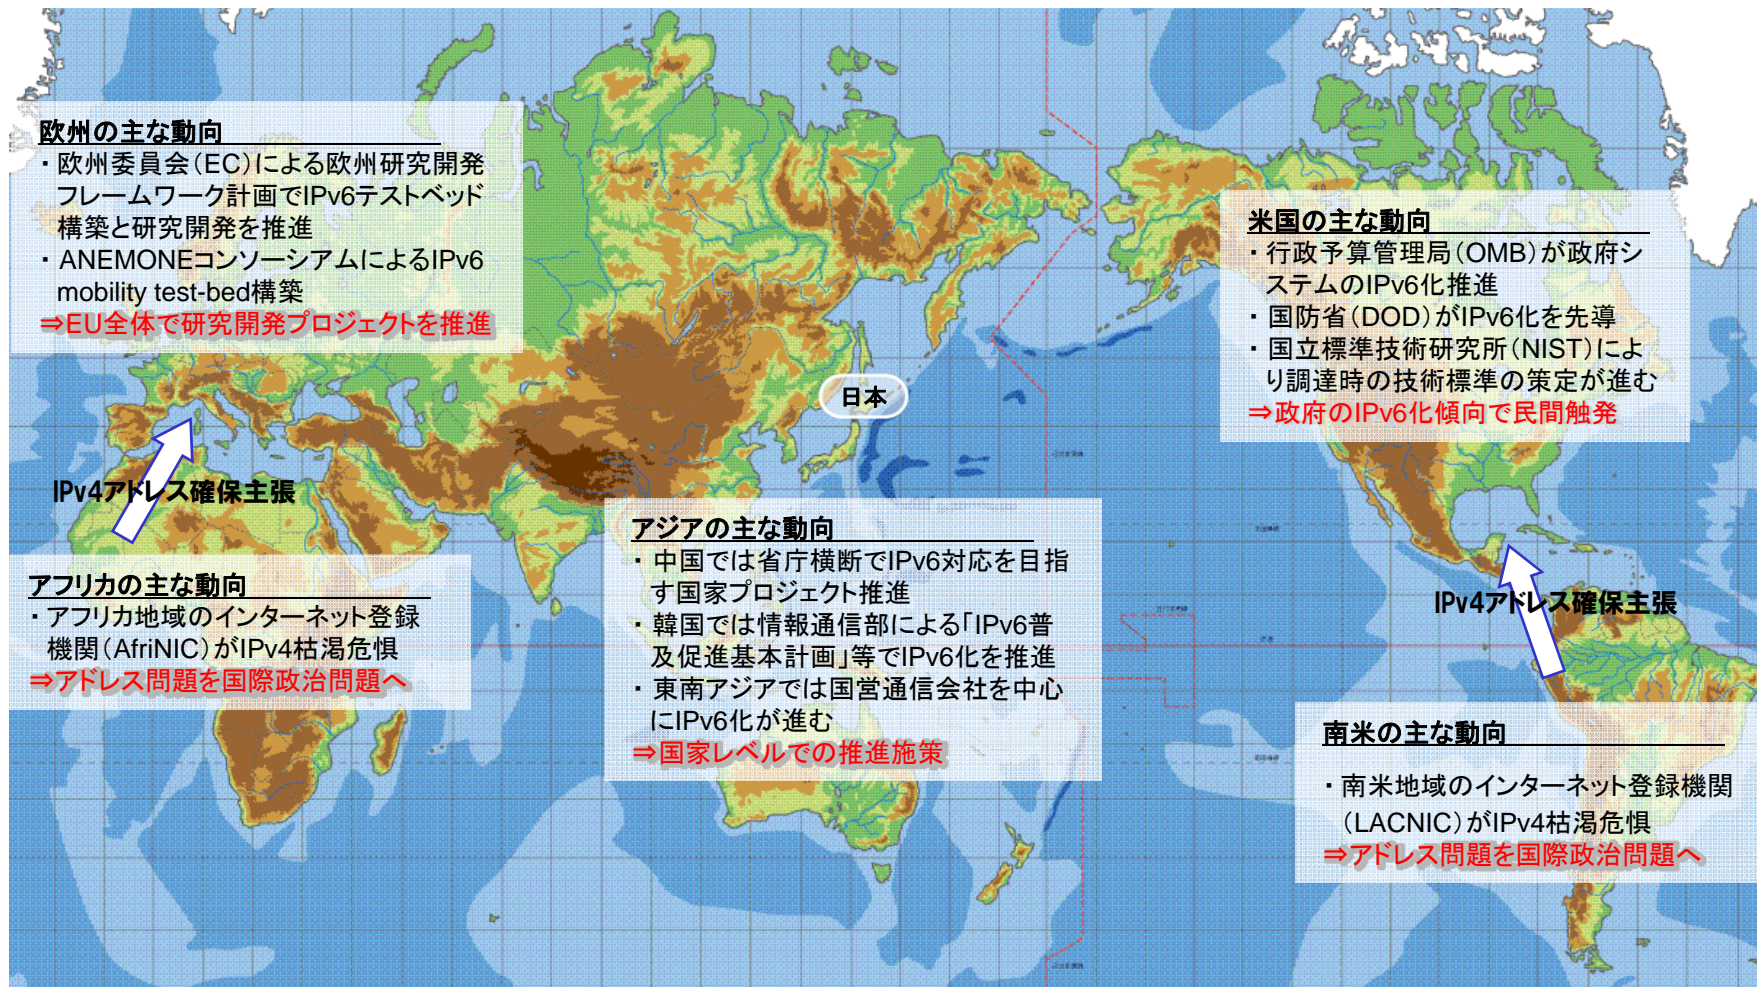 欧州の主な動向
・欧州委員会(EC)による欧州研究開発
フレームワーク計画でIPv6テストベッド
構築と研究開発を推進
・ANEMONEコンソーシアムによるIPv6
mobility test-bed構築
⇒EU全体で研究開発プロジェクトを推進
米国の主な動向
・行政予算管理局(OMB)が政府シ
ステムのIPv6化推進
・国防省(DOD)がIPv6化を先導
・国立標準技術研究所(NIST)によ
り調達時の技術標準の策定が進む
⇒政府のIPv6化傾向で民間触発
日本
IPv4アドレス確保主張
アジアの主な動向
・中国では省庁横断でIPv6対応を目指
す国家プロジェクト推進
・韓国では情報通信部による「IPv6普
及促進基本計画」等でIPv6化を推進
・東南アジアでは国営通信会社を中心
にIPv6化が進む
⇒国家レベルでの推進施策
アフリカの主な動向
・アフリカ地域のインターネット登録
機関(AfriNIC)がIPv4枯渇危惧
⇒アドレス問題を国際政治問題へ
IPv4アドレス確保主張
南米の主な動向
・南米地域のインターネット登録機関
(LACNIC)がIPv4枯渇危惧
⇒アドレス問題を国際政治問題へ